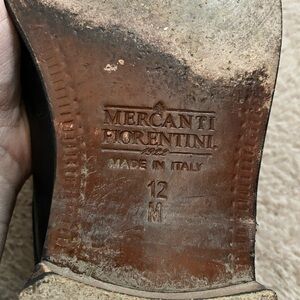 MERCANTI
FIORENTINI
MADE IN ITALY
12
M